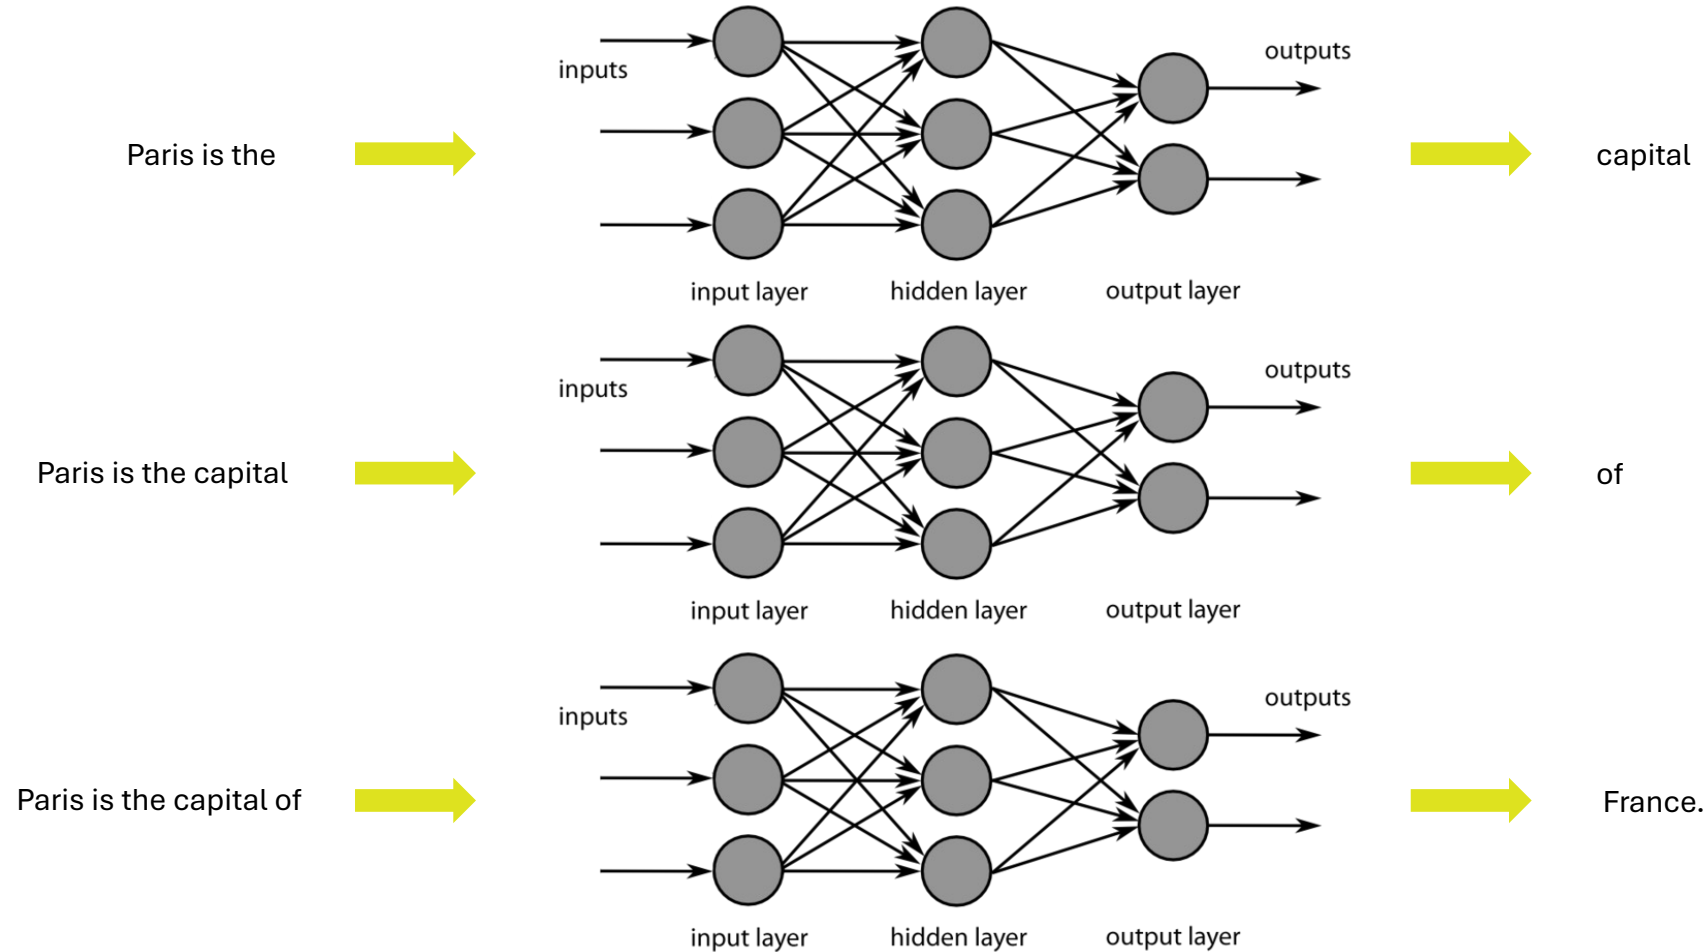 outputs
inputs
Paris is the
capital
input layer hidden layer output layer
outputs
inputs
Paris is the capital
of
input layer hidden layer output layer
outputs
inputs
Paris is the capital of
France.
input layer hidden layer output layer